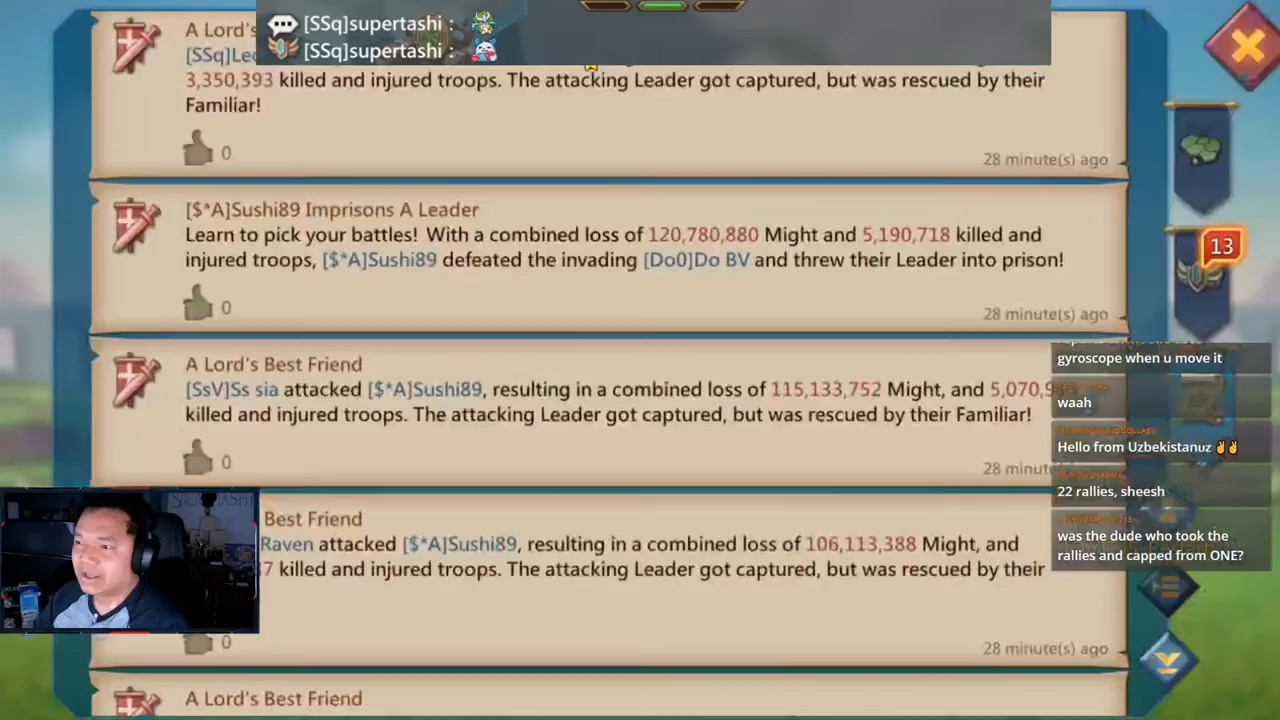 [SSq]supertashi :
[SSq]supertashi :
A Lord's
[SSq]Leo
3,350,393 killed and injured troops. The attacking Leader got captured, but was rescued by their
Familiar!
0
28 minute(s) ago
[$*A]Sushi89 Imprisons A Leader
Learn to pick your battles! With a combined loss of 120,780,880 Might and 5,190,718 killed and
injured troops, [$*A]Sushi89 defeated the invading [Do0]Do BV and threw their Leader into prison!
0
28 minute(s) ago
A Lord's Best Friend
[SsV]Ss sia attacked [$*A]Sushi89, resulting in a combined loss of 115,133,752 Might, and 5,070,9
killed and injured troops. The attacking Leader got captured, but was rescued by their Familiar!
0
28 minute
Best Friend
Raven attacked [$*A]Sushi89, resulting in a combined loss of 106,113,388 Might, and
7 killed and injured troops. The attacking Leader got captured, but was rescued by their
0
28 minute(s) ago
A Lord's Best Friend
13
gyroscope when u move it
waah
Hello from Uzbekistanuz ✌✌
22 rallies, sheesh
was the dude who took the
rallies and capped from ONE?